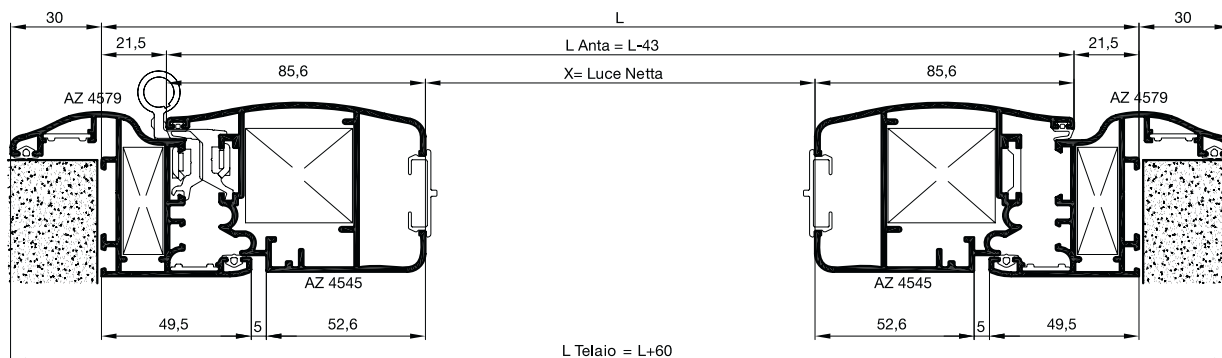 30 L 30
21,5 L Anta = L-43 21,5
85,6 X= Luce Netta 85,6
AZ 4579 AZ 4579
AZ 4545 AZ 4545
49,5 5 52,6 52,6 5 49,5
L Telaio = L+60